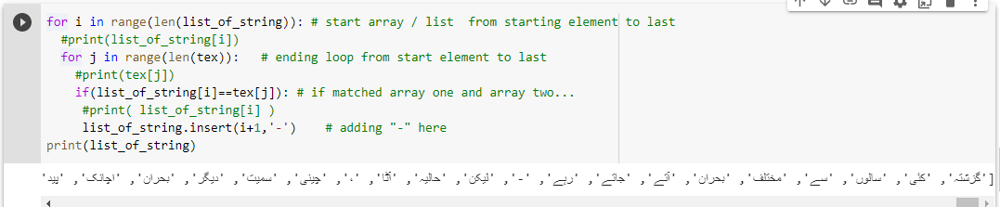 for i in range(len(list_of_string)): # start array / list  from starting element to last
  #print(list_of_string[i])
  for j in range(len(tex)):   # ending loop from start element to last
    #print(tex[j])
    if(list_of_string[i]==tex[j]): # if matched array one and array two...
     #print( list_of_string[i] )
     list_of_string.insert(i+1,'-')    # adding "-" here
print(list_of_string)
['گزشتہ', 'کئی', 'سالوں', 'سے', 'مختلف', 'بحران', 'آتے', 'جاتے', 'رہے', '-', 'لیکن', 'حالیہ', 'آٹا', '،', 'چینی', 'سمیت', 'دیگر', 'بحران', 'اچانک', 'پید'